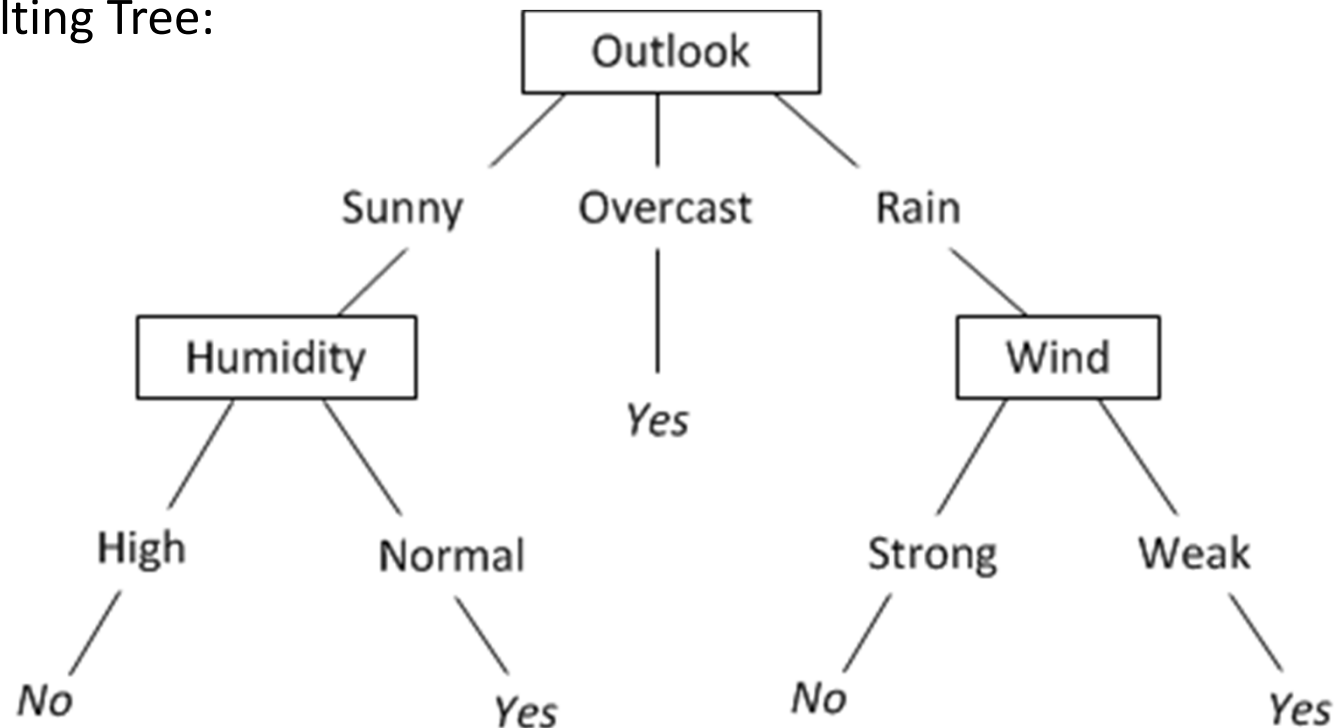 lting Tree:
Outlook
Sunny Overcast Rain
Humidity Wind
Yes
High Normal Strong Weak
No Yes No Yes